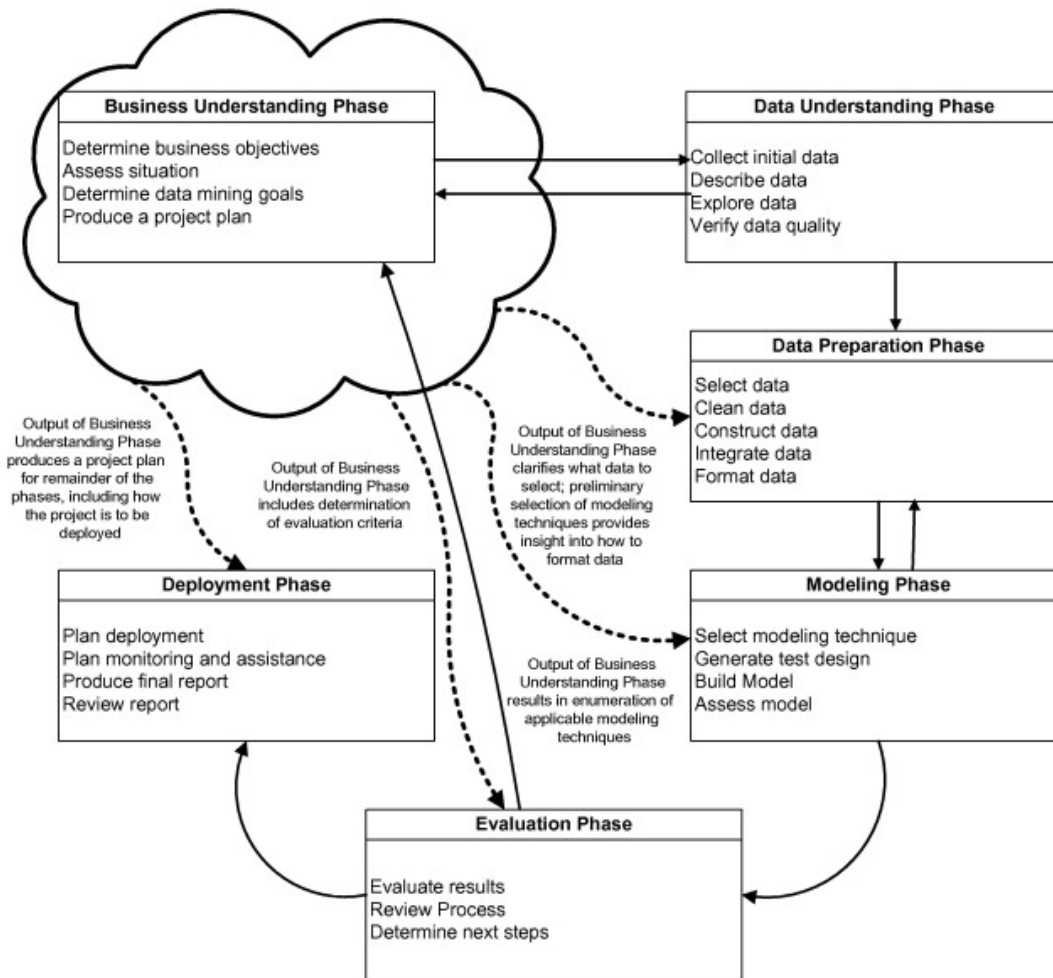 Business Understanding Phase
Determine business objectives
Assess situation
Determine data mining goals
Produce a project plan
Data Understanding Phase
Collect initial data
Describe data
Explore data
Verify data quality
Data Preparation Phase
Select data
Clean data
Construct data
Integrate data
Format data
Output of Business
Understanding Phase
produces a project plan
for remainder of the
phases, including how
the project is to be
deployed
Output of Business
Understanding Phase
includes determination
of evaluation criteria
Output of Business
Understanding Phase
clarifies what data to
select; preliminary
selection of modeling
techniques provides
insight into how to
format data
Deployment Phase
Plan deployment
Plan monitoring and assistance
Produce final report
Review report
Modeling Phase
Select modeling technique
Generate test design
Build Model
Assess model
Output of Business
Understanding Phase
results in enumeration of
applicable modeling
techniques
Evaluation Phase
Evaluate results
Review Process
Determine next steps